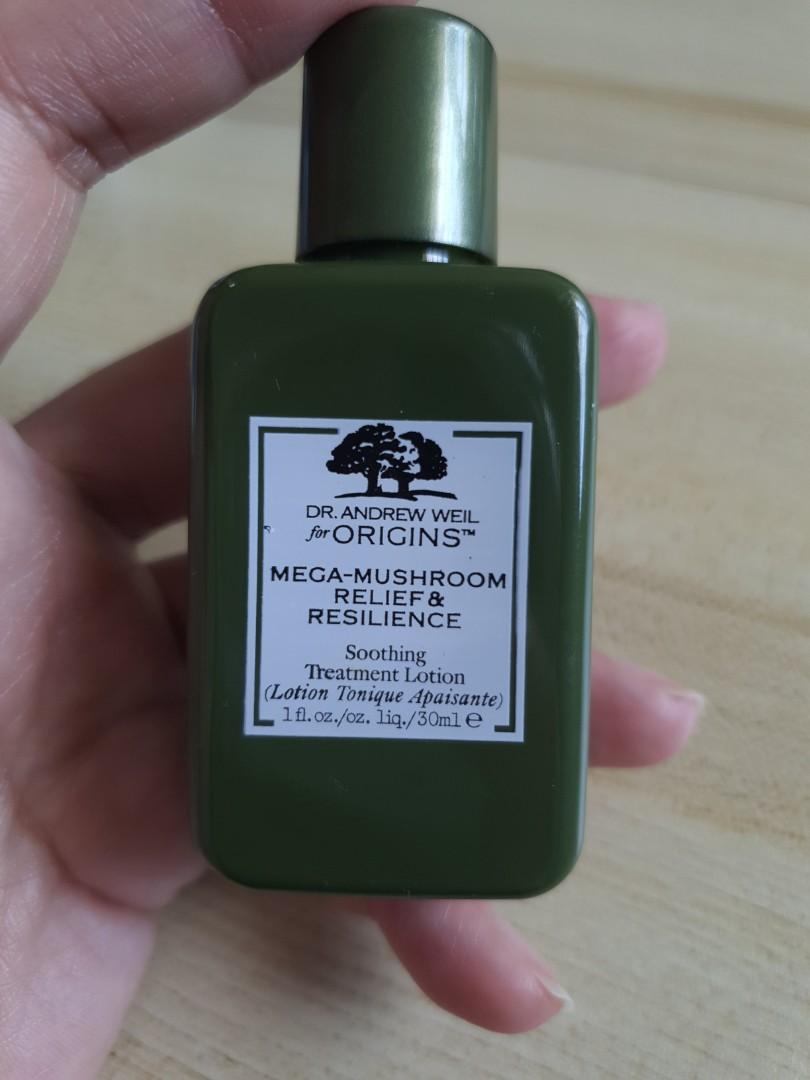 DR. ANDREW WEIL
for ORIGINS™
MEGA-MUSHROOM
RELIEF &
RESILIENCE
Soothing
Treatment Lotion
(Lotion Tonique Apaisante)
1 fl. oz./oz. liq./30ml ℮